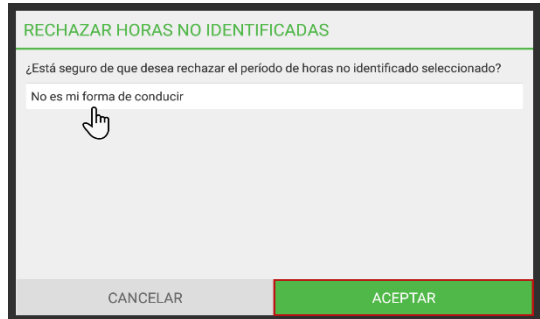 RECHAZAR HORAS NO IDENTIFICADAS
¿Está seguro de que desea rechazar el período de horas no identificado seleccionado?
No es mi forma de conducir
CANCELAR
ACEPTAR